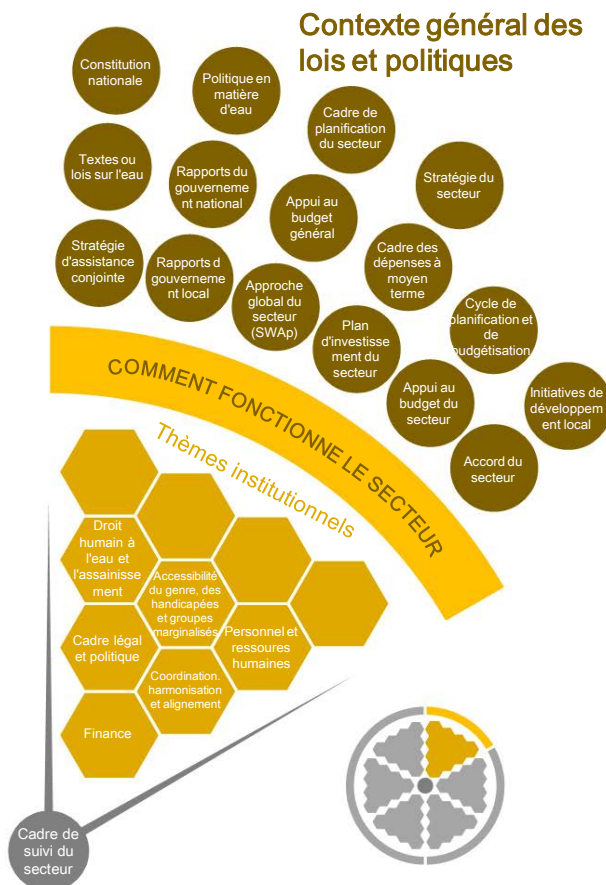 Contexte général des
lois et politiques
Constitution
nationale
Politique en
matière
d'eau
Cadre de
planification
du secteur
Stratégie du
secteur
Textes ou
lois sur l'eau
Rapports du
gouverneme
nt national
Appui au
budget
général
Cadre des
dépenses à
moyen
terme
Cycle de
planification et
de
budgétisation
Initiatives de
développem
ent local
Stratégie
d'assistance
conjointe
Rapports d
gouverneme
nt local
Approche
global du
secteur
(SWAp)
Plan
d'investisse
ment du
secteur
Appui au
budget du
secteur
Accord du
secteur
COMMENT FONCTIONNE LE SECTEUR
Thèmes institutionnels
Droit
humain à
l'eau et
l'assainisse
ment
Accessibilité
du genre, des
handicapées
et groupes
marginalisés
Cadre légal
et politique
Personnel et
ressoures
humaines
Coordination.
harmonisation
et alignement
Finance
Cadre de
suivi du
secteur